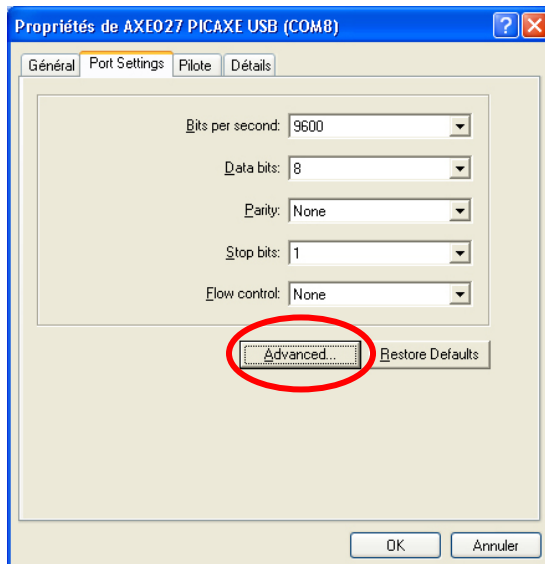 Propriétés de AXE027 PICAXE USB (COM8)
Général Port Settings Pilote Détails
Bits per second: 9600
Data bits: 8
Parity: None
Stop bits: 1
Flow control: None
Advanced... Restore Defaults
OK Annuler